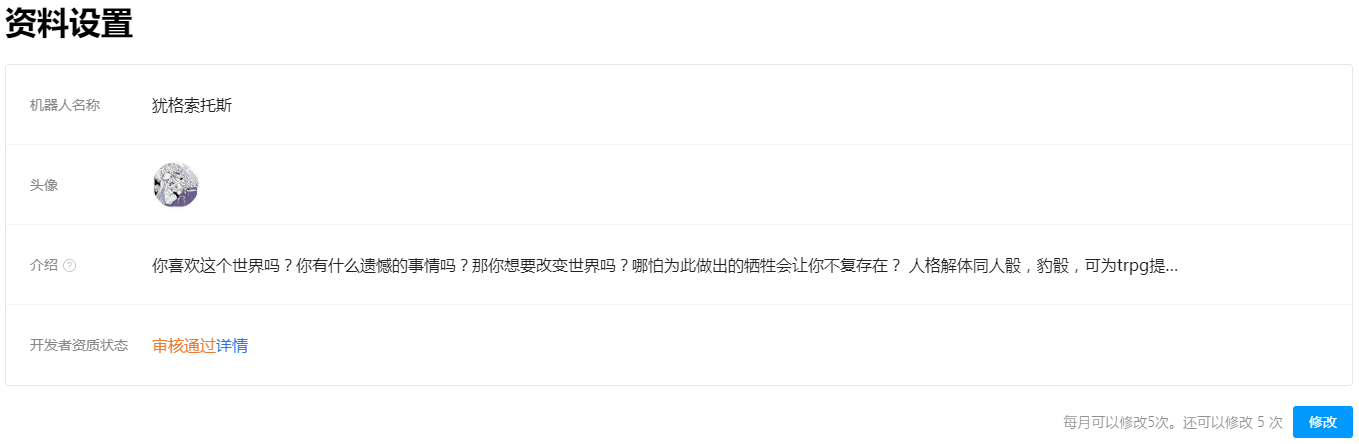 资料设置
机器人名称 犹格索托斯
头像
介绍 ?
你喜欢这个世界吗？你有什么遗憾的事情吗？那你想要改变世界吗？哪怕为此做出的牺牲会让你不复存在？ 人格解体同人骰，豹骰，可为trpg提...
开发者资质状态 审核通过详情
每月可以修改5次。还可以修改 5 次 修改